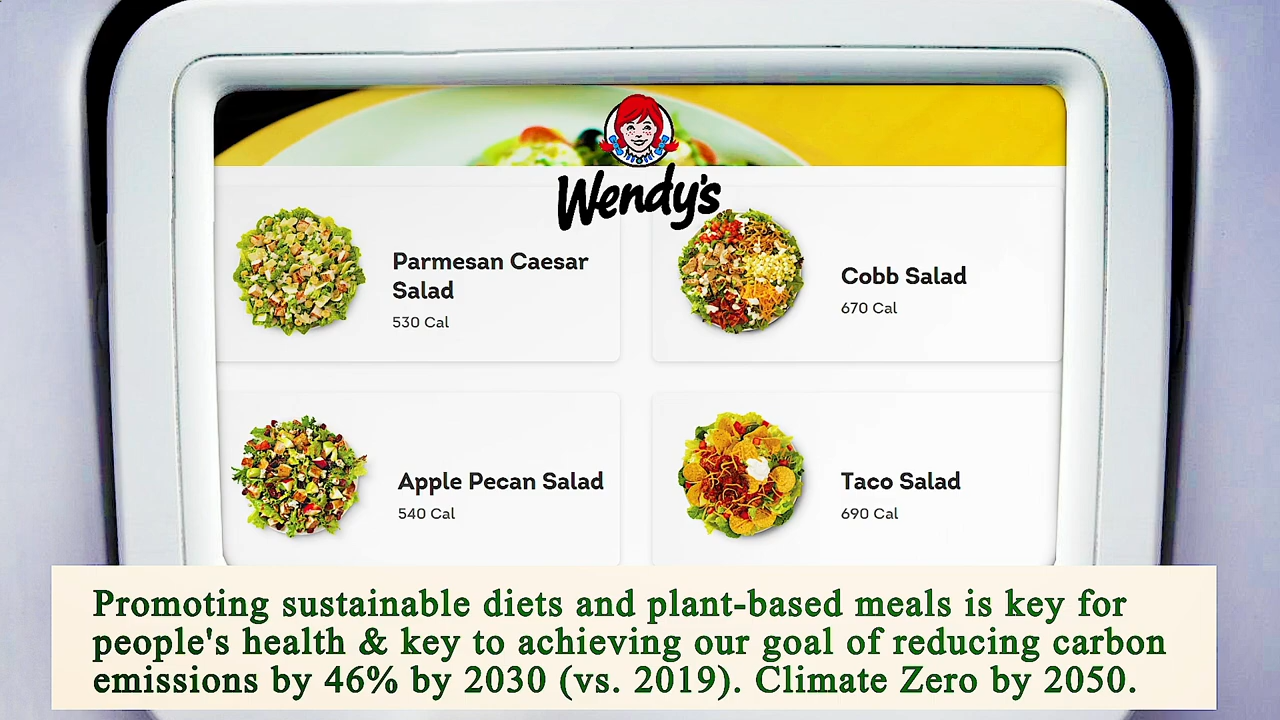 Wendy's
Parmesan Caesar
Salad
530 Cal
Cobb Salad
670 Cal
Apple Pecan Salad
540 Cal
Taco Salad
690 Cal
Promoting sustainable diets and plant-based meals is key for
people's health & key to achieving our goal of reducing carbon
emissions by 46% by 2030 (vs. 2019). Climate Zero by 2050.